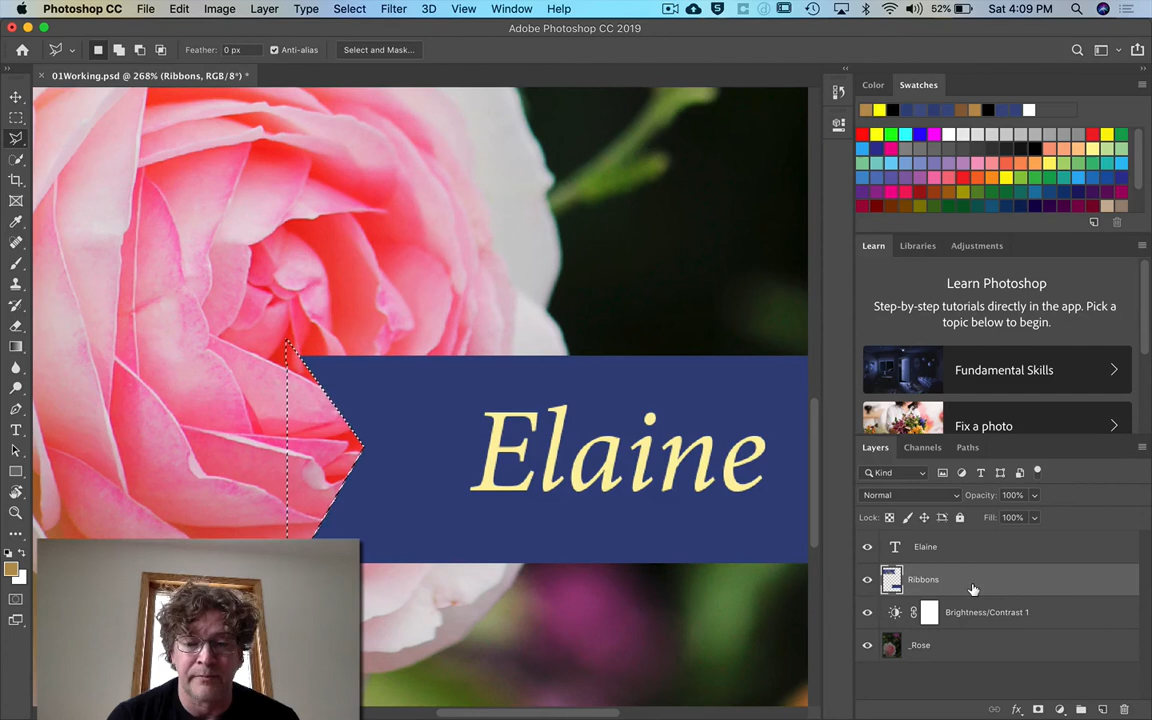 Photoshop CC File Edit Image Layer Type Select Filter 3D View Window Help 52% Sat 4:09 PM
Adobe Photoshop CC 2019
Feather: 0 px Anti-alias Select and Mask...
01Working.psd @ 268% (Ribbons, RGB/8*) *
Color Swatches
Learn Libraries Adjustments
Learn Photoshop
Step-by-step tutorials directly in the app. Pick a
topic below to begin.
Fundamental Skills
Fix a photo
Elaine
Layers Channels Paths
Kind
Normal Opacity: 100%
Lock: Fill: 100%
Elaine
Ribbons
Brightness/Contrast 1
_Rose